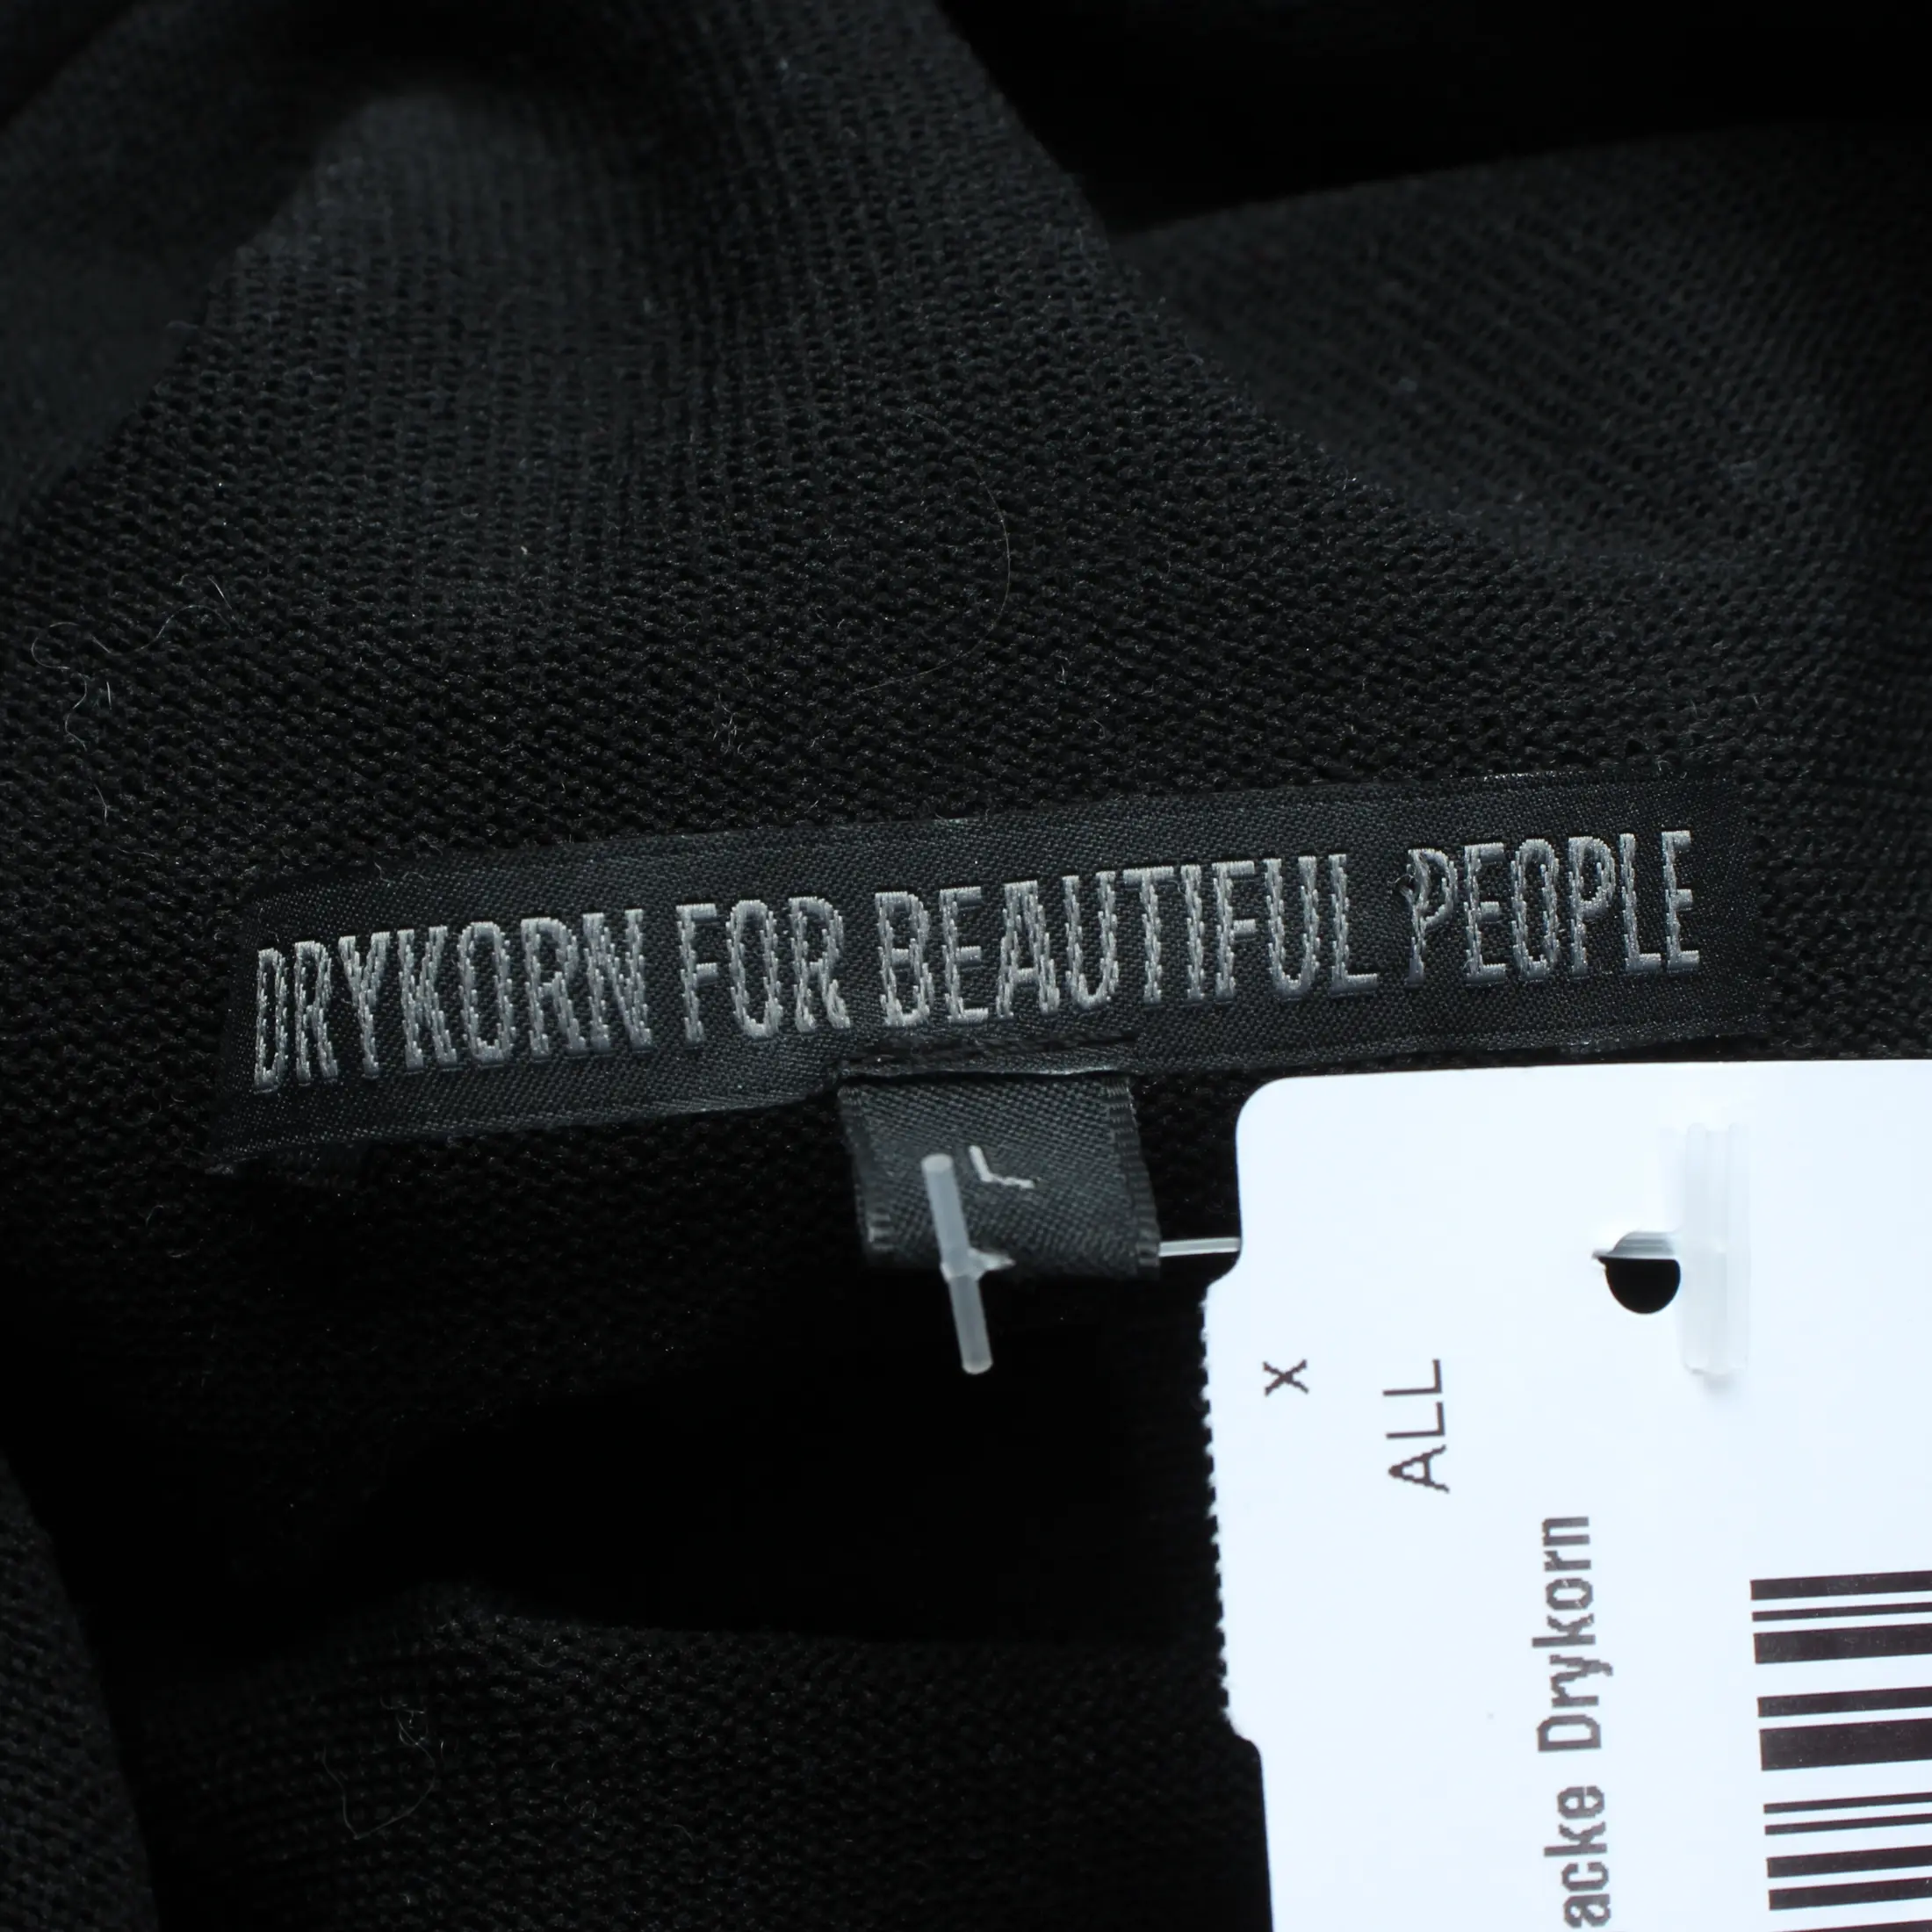 DRYKORN FOR BEAUTIFUL PEOPLE
L
X
ALL
acke Drykorn